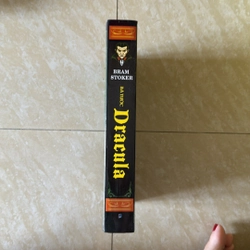 BRAM
STOKER
BÁ TƯỚC
Dracula